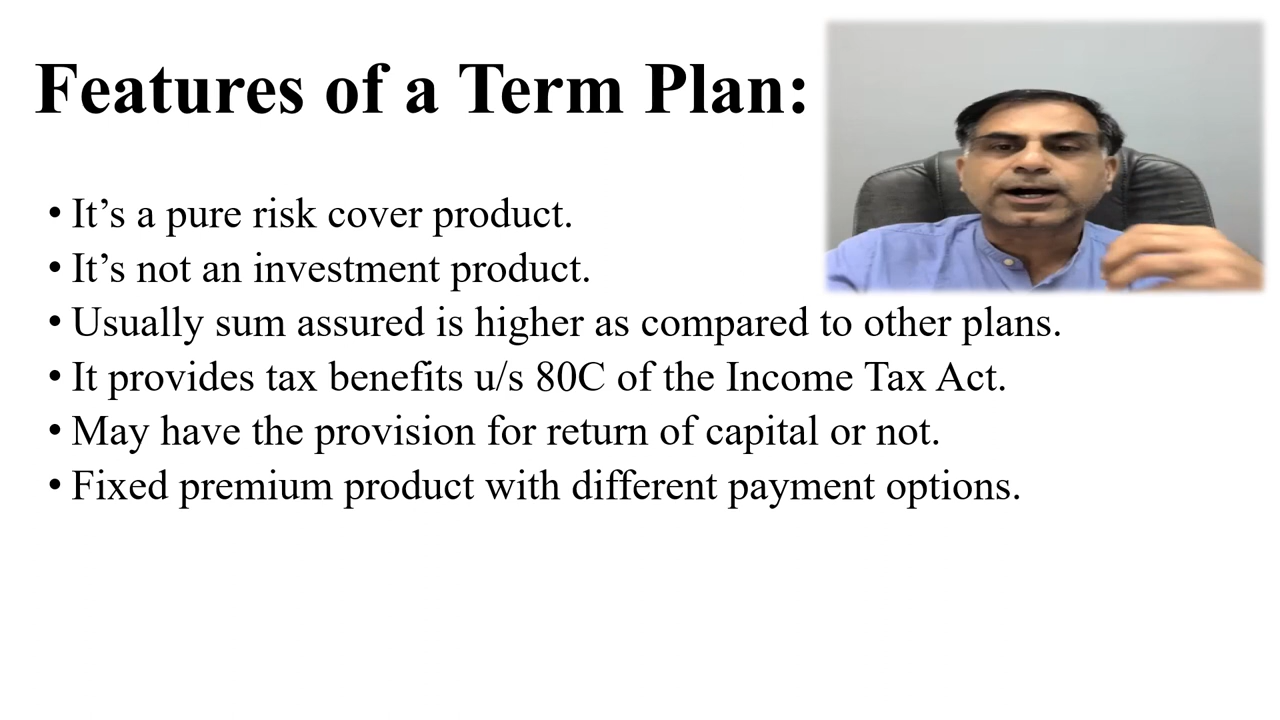 Features of a Term Plan:
• It’s a pure risk cover product.
• It’s not an investment product.
• Usually sum assured is higher as compared to other plans.
• It provides tax benefits u/s 80C of the Income Tax Act.
• May have the provision for return of capital or not.
• Fixed premium product with different payment options.